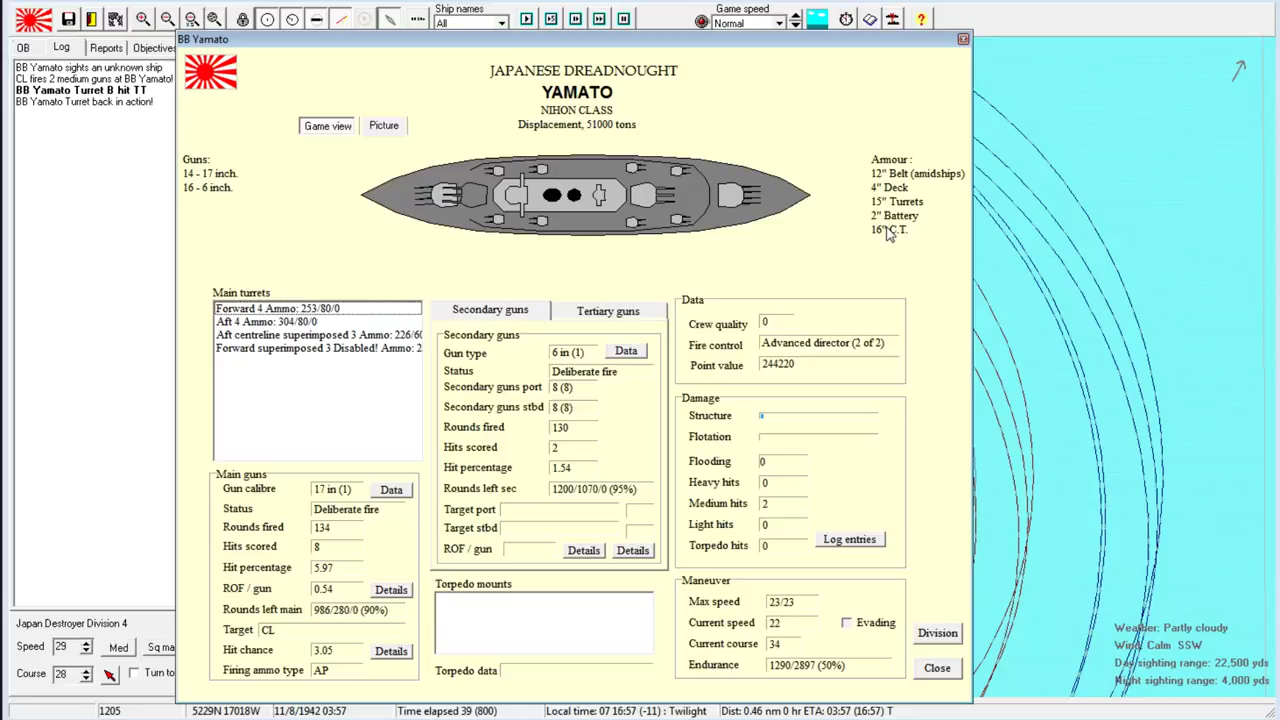 Ship names
All
Game speed
Normal
OB
Log
Reports
Objectives
BB Yamato
BB Yamato sights an unknown ship
CL fires 2 medium guns at BB Yamato!
BB Yamato Turret B hit TT
BB Yamato Turret back in action!
JAPANESE DREADNOUGHT
YAMATO
NIHON CLASS
Displacement, 51000 tons
Game view
Picture
Guns:
14 - 17 inch.
16 - 6 inch.
Armour :
12" Belt (amidships)
4" Deck
15" Turrets
2" Battery
16" C.T.
Main turrets
Forward 4 Ammo: 253/80/0
Aft 4 Ammo: 304/80/0
Aft centreline superimposed 3 Ammo: 226/60
Forward superimposed 3 Disabled! Ammo: 2
Main guns
Gun calibre 17 in (1) Data
Status Deliberate fire
Rounds fired 134
Hits scored 8
Hit percentage 5.97
ROF / gun 0.54 Details
Rounds left main 986/280/0 (90%)
Target CL
Hit chance 3.05 Details
Firing ammo type AP
Secondary guns
Tertiary guns
Secondary guns
Gun type 6 in (1) Data
Status Deliberate fire
Secondary guns port 8 (8)
Secondary guns stbd 8 (8)
Rounds fired 130
Hits scored 2
Hit percentage 1.54
Rounds left sec 1200/1070/0 (95%)
Target port
Target stbd
ROF / gun Details Details
Torpedo mounts
Torpedo data
Data
Crew quality 0
Fire control Advanced director (2 of 2)
Point value 244220
Damage
Structure
Flotation
Flooding 0
Heavy hits 0
Medium hits 2
Light hits 0
Torpedo hits 0
Log entries
Maneuver
Max speed 23/23
Current speed 22
Evading
Current course 34
Endurance 1290/2897 (50%)
Division
Close
Japan Destroyer Division 4
Speed 29 Med Sq ma
Course 28 Turn to
Weather: Partly cloudy
Wind: Calm SSW
Day sighting range: 22,500 yds
Night sighting range: 4,000 yds
1205
5229N 17018W
11/8/1942 03:57
Time elapsed 39 (800)
Local time: 07 16:57 (-11) : Twilight
Dist: 0.46 nm 0 hr ETA: 03:57 (16:57) T